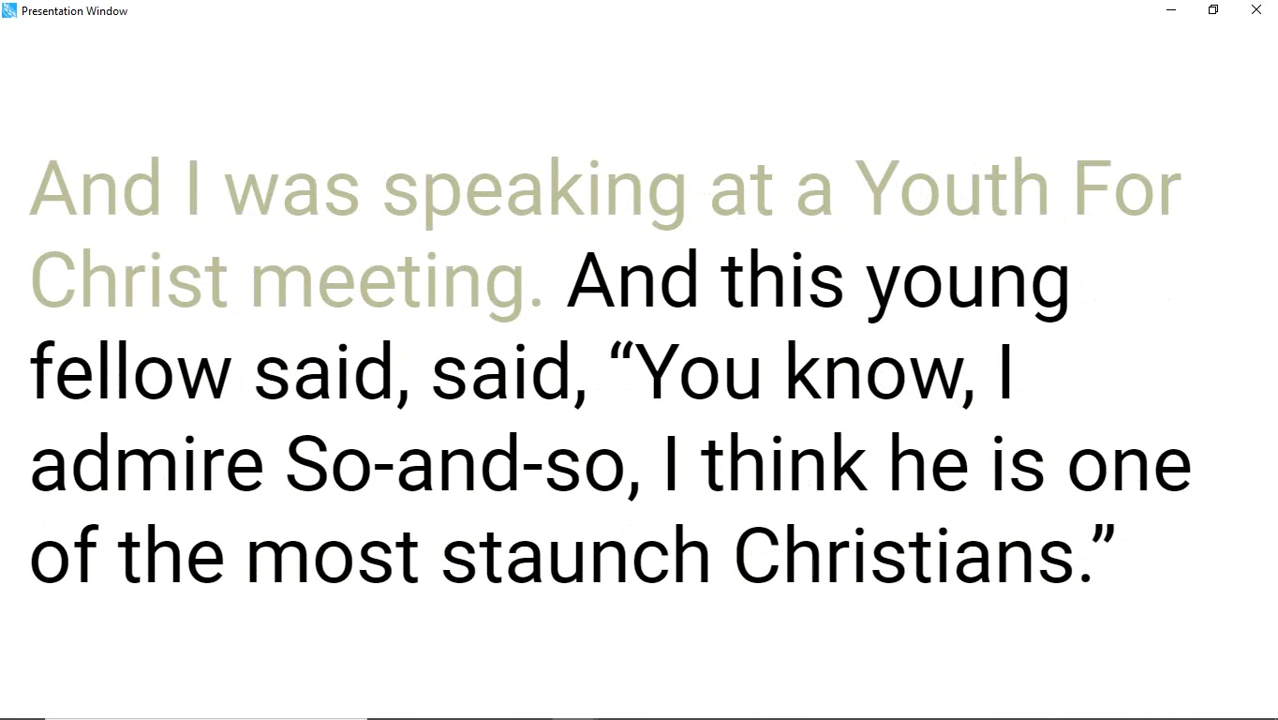 Presentation Window
And I was speaking at a Youth For
Christ meeting. And this young
fellow said, said, “You know, I
admire So-and-so, I think he is one
of the most staunch Christians.”